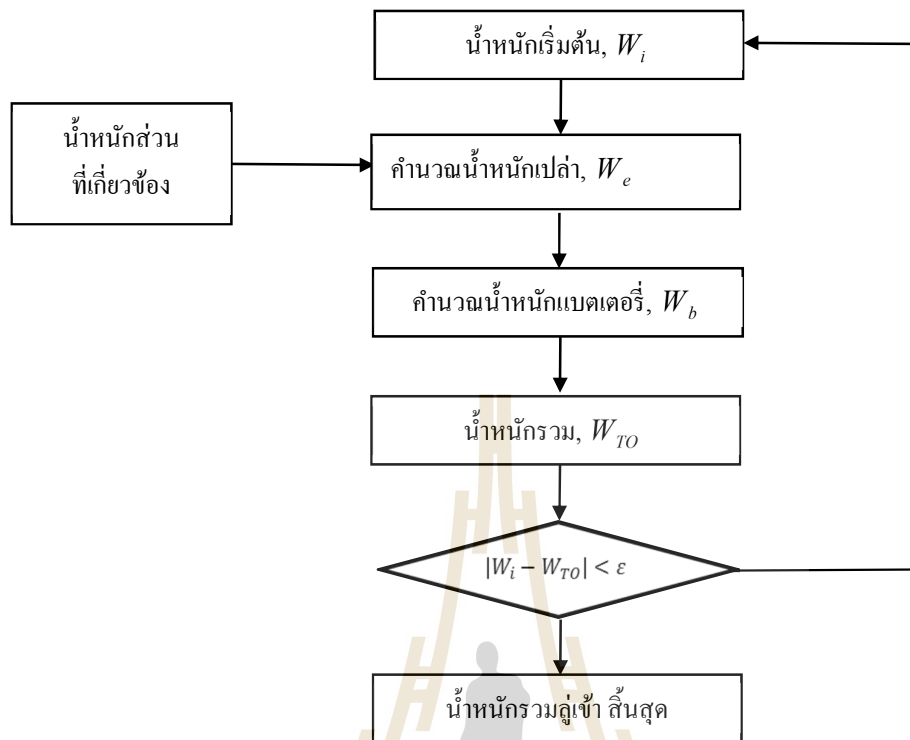 น้ำหนักเริ่มต้น, W_i
น้ำหนักส่วน
ที่เกี่ยวข้อง
คำนวณน้ำหนักเปล่า, W_e
คำนวณน้ำหนักแบตเตอรี่, W_b
น้ำหนักรวม, W_TO
|W_i − W_TO| < ε
น้ำหนักรวมลู่เข้า สิ้นสุด